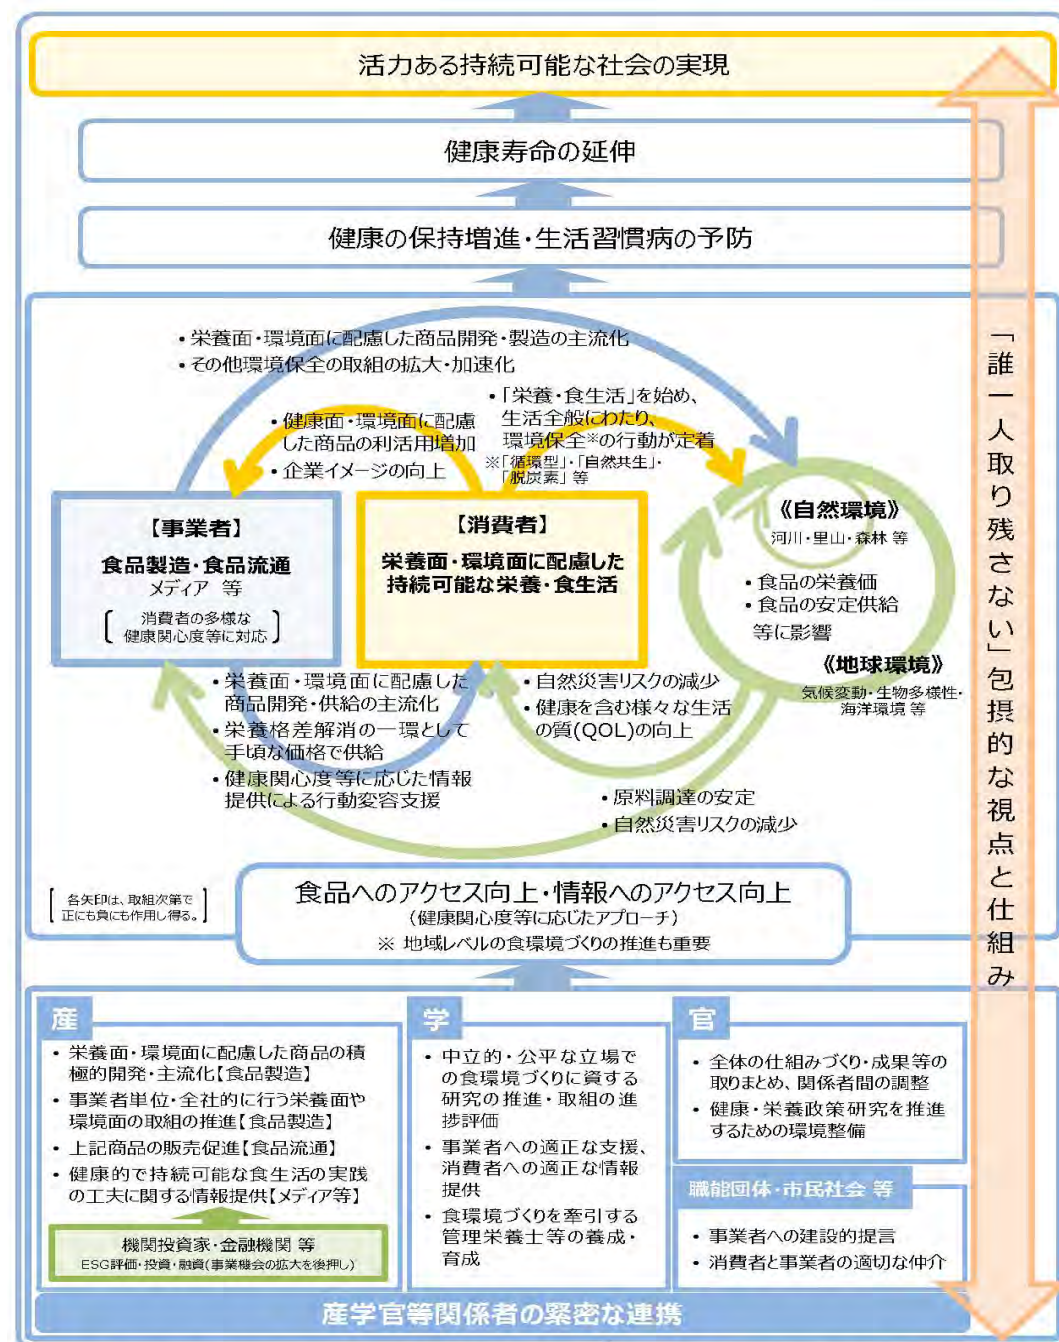 活力ある持続可能な社会の実現
健康寿命の延伸
健康の保持増進・生活習慣病の予防
• 栄養面・環境面に配慮した商品開発・製造の主流化
• その他環境保全の取組の拡大・加速化
• 健康面・環境面に配慮
した商品の利活用増加
• 企業イメージの向上
• 「栄養・食生活」を始め、
生活全般にわたり、
環境保全※の行動が定着
※「循環型」・「自然共生」・
「脱炭素」等
【事業者】
食品製造・食品流通
メディア 等
消費者の多様な
健康関心度等に対応
【消費者】
栄養面・環境面に配慮した
持続可能な栄養・食生活
《自然環境》
河川・里山・森林 等
• 食品の栄養価
• 食品の安定供給
等に影響
《地球環境》
気候変動・生物多様性・
海洋環境 等
• 栄養面・環境面に配慮した
商品開発・供給の主流化
• 栄養格差解消の一環として
手頃な価格で供給
• 健康関心度等に応じた情報
提供による行動変容支援
• 自然災害リスクの減少
• 健康を含む様々な生活
の質(QOL)の向上
• 原料調達の安定
• 自然災害リスクの減少
各矢印は、取組次第で
正にも負にも作用し得る。
食品へのアクセス向上・情報へのアクセス向上
（健康関心度等に応じたアプローチ）
※ 地域レベルの食環境づくりの推進も重要
「誰一人取り残さない」包摂的な視点と仕組み
産
• 栄養面・環境面に配慮した商品の積
極的開発・主流化【食品製造】
• 事業者単位・全社的に行う栄養面や
環境面の取組の推進【食品製造】
• 上記商品の販売促進【食品流通】
• 健康的で持続可能な食生活の実践
の工夫に関する情報提供【メディア等】
機関投資家・金融機関 等
ESG評価・投資・融資(事業機会の拡大を後押し)
学
• 中立的・公平な立場で
の食環境づくりに資する
研究の推進・取組の進
捗評価
• 事業者への適正な支援、
消費者への適正な情報
提供
• 食環境づくりを牽引する
管理栄養士等の養成・
育成
官
• 全体の仕組みづくり・成果等の
取りまとめ、関係者間の調整
• 健康・栄養政策研究を推進
するための環境整備
職能団体・市民社会 等
• 事業者への建設的提言
• 消費者と事業者の適切な仲介
産学官等関係者の緊密な連携